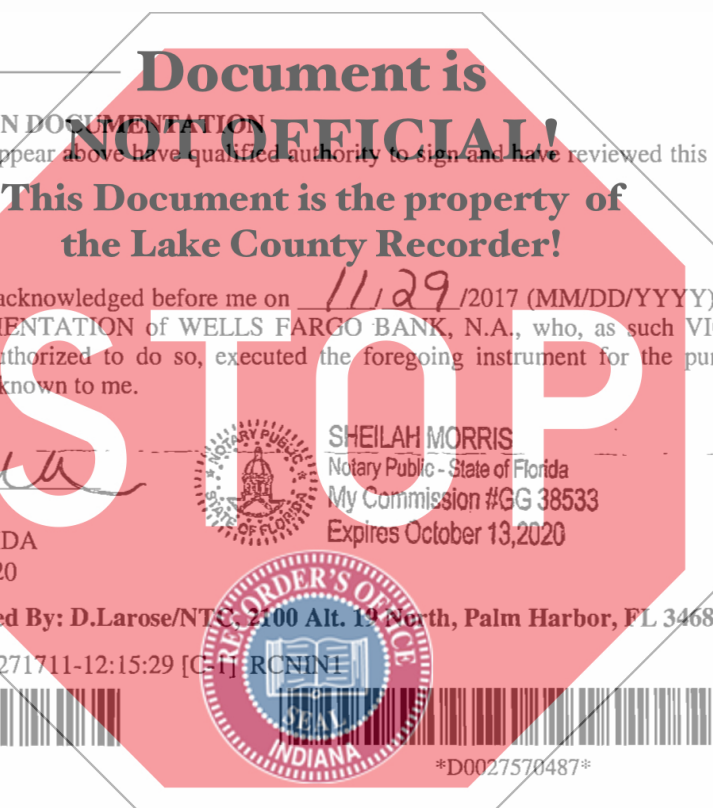 Document is
NOT OFFICIAL!
N DOCUMENTATION
ppear above have qualified authority to sign and have reviewed this
This Document is the property of
the Lake County Recorder!
acknowledged before me on 11/29/2017 (MM/DD/YYYY)
MENTATION of WELLS FARGO BANK, N.A., who, as such VI
uthorized to do so, executed the foregoing instrument for the pur
known to me.
STOP
NOTARY PUBLIC
STATE OF FLORIDA
SHEILAH MORRIS
Notary Public - State of Florida
My Commission #GG 38533
Expires October 13,2020
DA
20
ed By: D.Larose/NTC, 2100 Alt. 19 North, Palm Harbor, FL 3468
271711-12:15:29 [C-1] RCNIN1
RECORDER'S OFFICE
SEAL
INDIANA
*D0027570487*